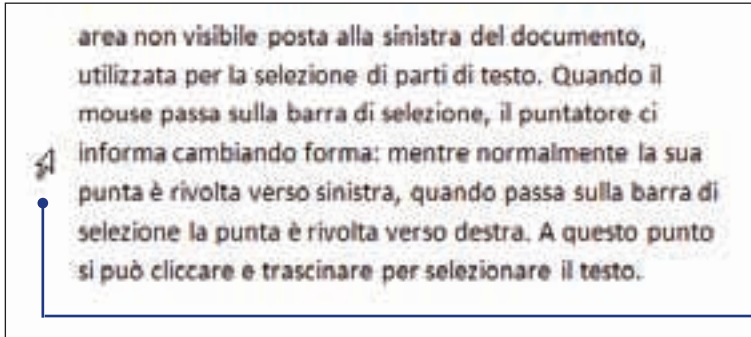 area non visibile posta alla sinistra del documento,
utilizzata per la selezione di parti di testo. Quando il
mouse passa sulla barra di selezione, il puntatore ci
informa cambiando forma: mentre normalmente la sua
punta è rivolta verso sinistra, quando passa sulla barra di
selezione la punta è rivolta verso destra. A questo punto
si può cliccare e trascinare per selezionare il testo.